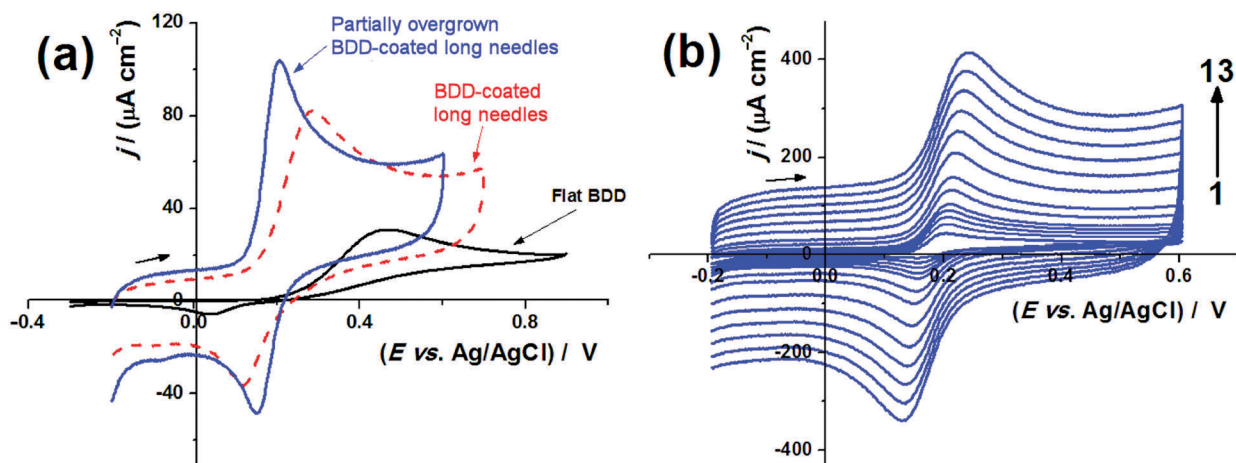 (a)
j / (μA cm⁻²)
120
80
40
0
-40
-0.4
0.0
0.4
0.8
(E vs. Ag/AgCl) / V
Partially overgrown
BDD-coated long needles
BDD-coated
long needles
Flat BDD
(b)
j / (μA cm⁻²)
400
200
0
-200
-400
-0.2
0.0
0.2
0.4
0.6
(E vs. Ag/AgCl) / V
13
1